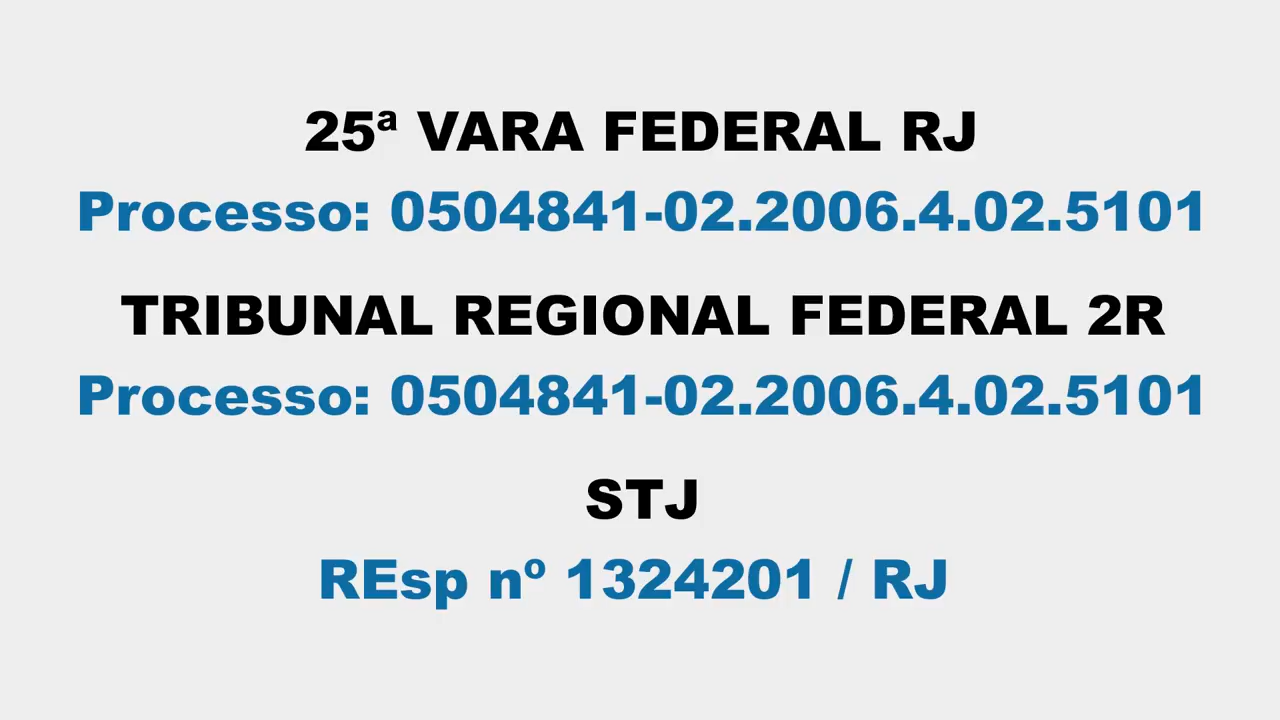 25ª VARA FEDERAL RJ
Processo: 0504841-02.2006.4.02.5101
TRIBUNAL REGIONAL FEDERAL 2R
Processo: 0504841-02.2006.4.02.5101
STJ
REsp nº 1324201 / RJ